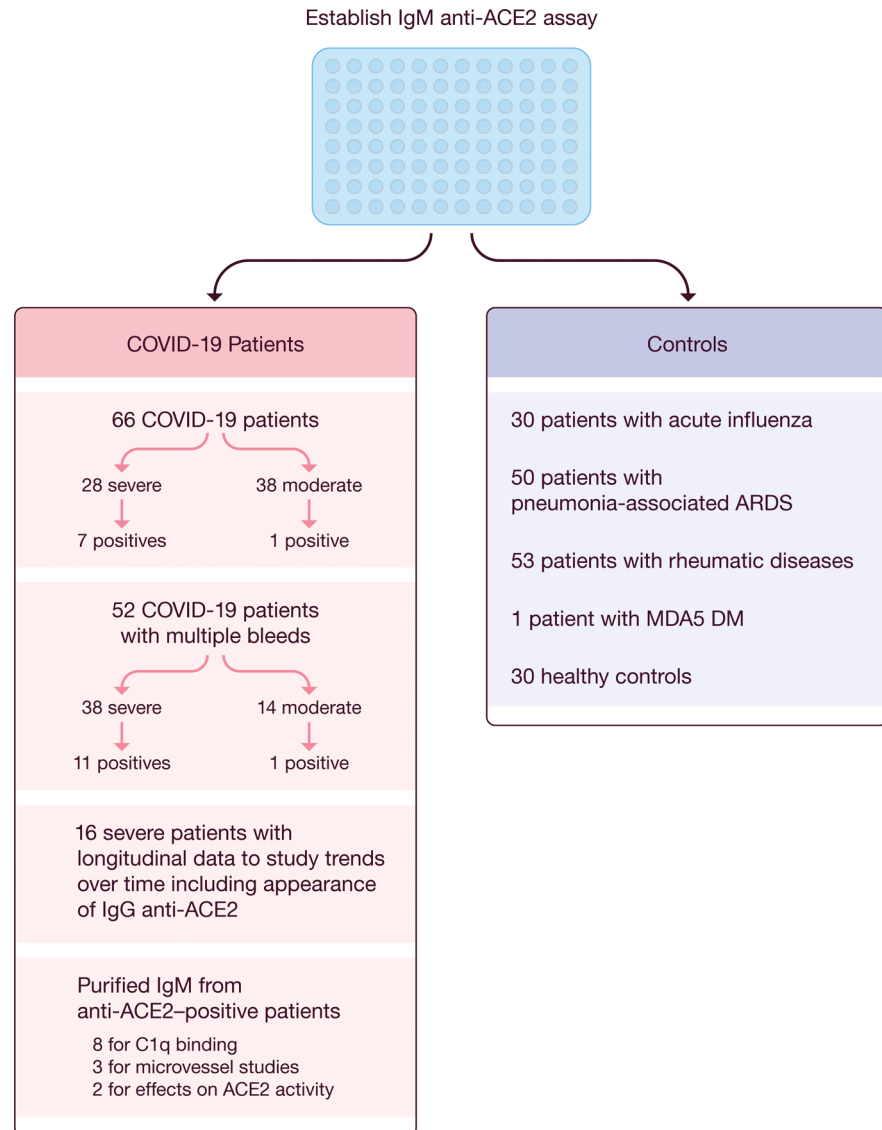 Establish IgM anti-ACE2 assay
COVID-19 Patients
66 COVID-19 patients
28 severe
38 moderate
7 positives
1 positive
52 COVID-19 patients
with multiple bleeds
38 severe
14 moderate
11 positives
1 positive
16 severe patients with
longitudinal data to study trends
over time including appearance
of IgG anti-ACE2
Purified IgM from
anti-ACE2–positive patients
8 for C1q binding
3 for microvessel studies
2 for effects on ACE2 activity
Controls
30 patients with acute influenza
50 patients with
pneumonia-associated ARDS
53 patients with rheumatic diseases
1 patient with MDA5 DM
30 healthy controls